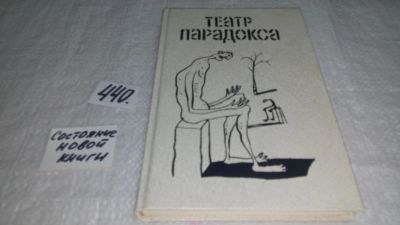 ТЕАТР
ПАРАДОКСА
440.
Состояние
новой
книги